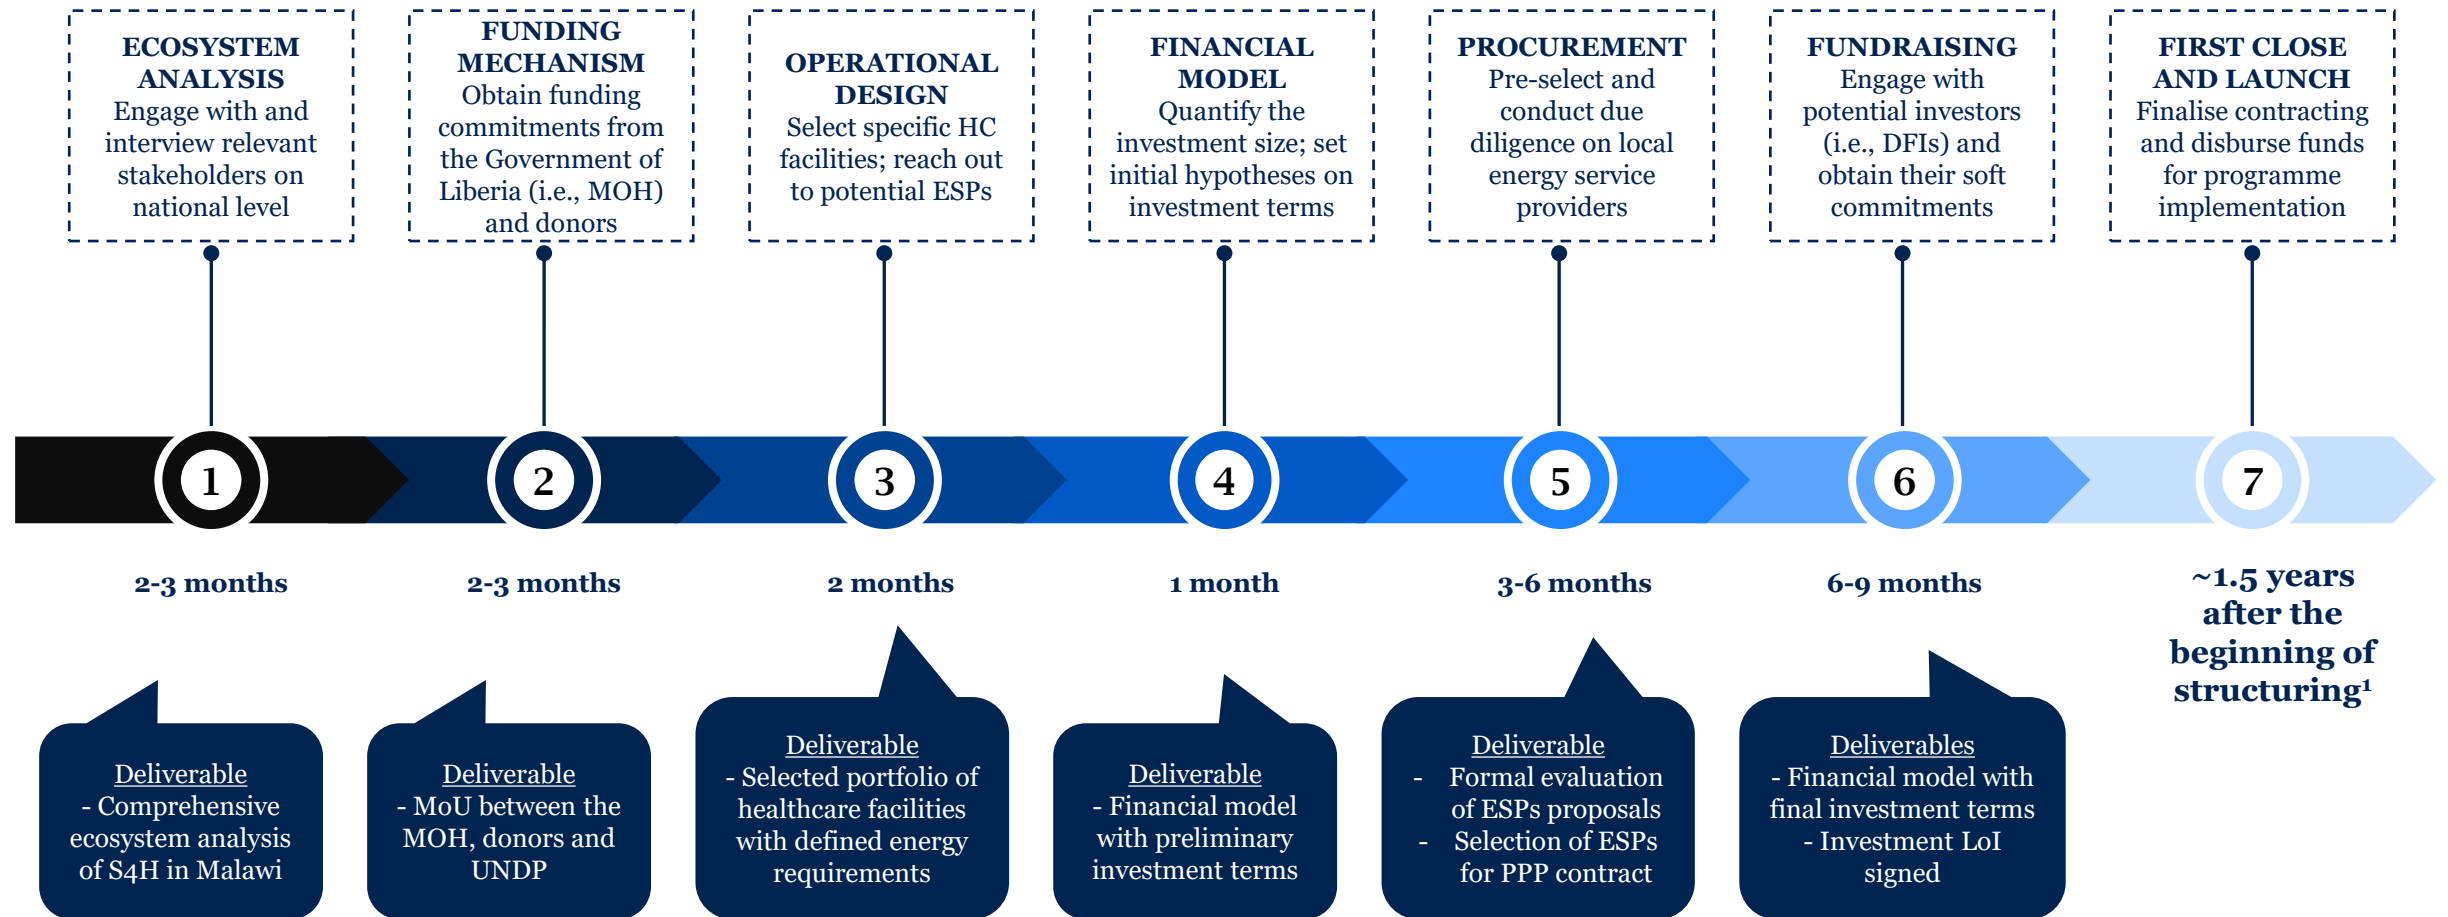 ECOSYSTEM
ANALYSIS
Engage with and
interview relevant
stakeholders on
national level
FUNDING
MECHANISM
Obtain funding
commitments from
the Government of
Liberia (i.e., MOH)
and donors
OPERATIONAL
DESIGN
Select specific HC
facilities; reach out
to potential ESPs
FINANCIAL
MODEL
Quantify the
investment size; set
initial hypotheses on
investment terms
PROCUREMENT
Pre-select and
conduct due
diligence on local
energy service
providers
FUNDRAISING
Engage with
potential investors
(i.e., DFIs) and
obtain their soft
commitments
FIRST CLOSE
AND LAUNCH
Finalise contracting
and disburse funds
for programme
implementation
1
2
3
4
5
6
7
2-3 months
2-3 months
2 months
1 month
3-6 months
6-9 months
~1.5 years
after the
beginning of
structuring¹
Deliverable
- Comprehensive
ecosystem analysis
of S4H in Malawi
Deliverable
- MoU between the
MOH, donors and
UNDP
Deliverable
- Selected portfolio of
healthcare facilities
with defined energy
requirements
Deliverable
- Financial model
with preliminary
investment terms
Deliverable
- Formal evaluation
of ESPs proposals
- Selection of ESPs
for PPP contract
Deliverables
- Financial model with
final investment terms
- Investment LoI
signed